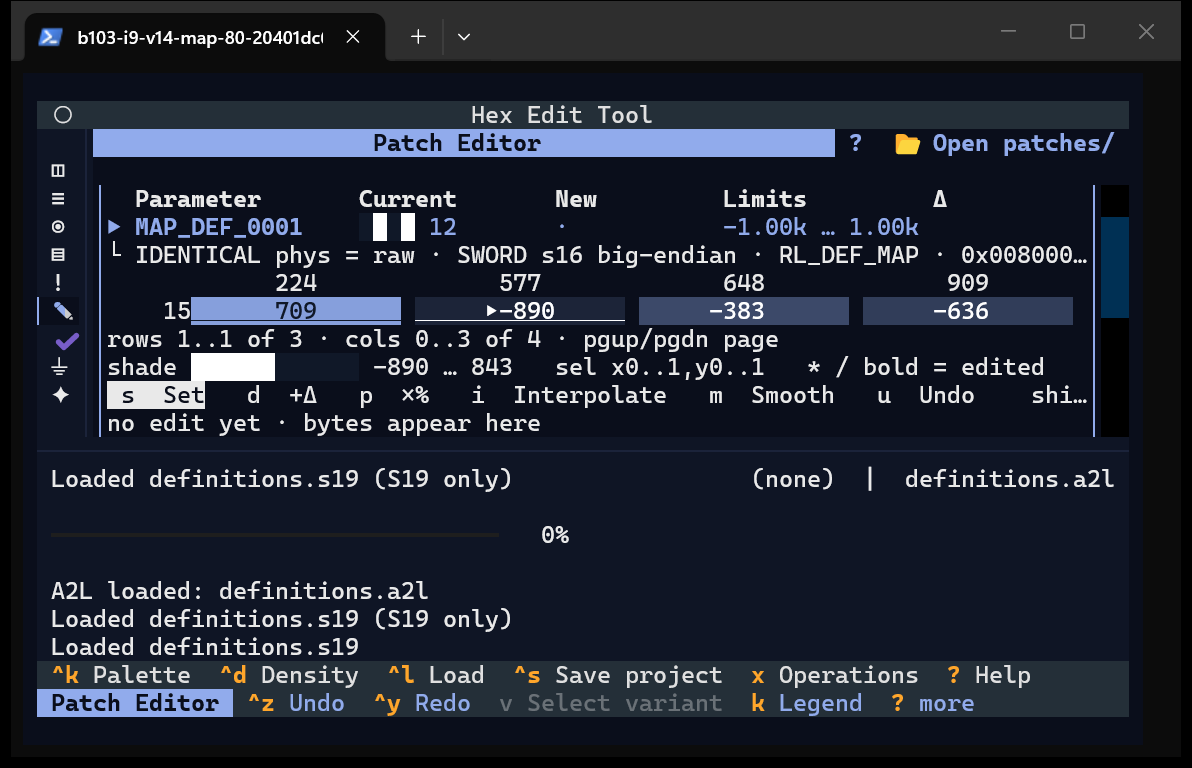 b103-i9-v14-map-80-20401dc
Hex Edit Tool
Patch Editor ? Open patches/
Parameter Current New Limits Δ
▶ MAP_DEF_0001 12 · −1.00k … 1.00k
└ IDENTICAL phys = raw · SWORD s16 big-endian · RL_DEF_MAP · 0x008000…
224 577 648 909
15 709 ▶−890 −383 −636
rows 1..1 of 3 · cols 0..3 of 4 · pgup/pgdn page
shade −890 … 843 sel x0..1,y0..1 * / bold = edited
s Set d +Δ p ×% i Interpolate m Smooth u Undo shi…
no edit yet · bytes appear here
Loaded definitions.s19 (S19 only) (none) | definitions.a2l
0%
A2L loaded: definitions.a2l
Loaded definitions.s19 (S19 only)
Loaded definitions.s19
^k Palette ^d Density ^l Load ^s Save project x Operations ? Help
Patch Editor ^z Undo ^y Redo v Select variant k Legend ? more